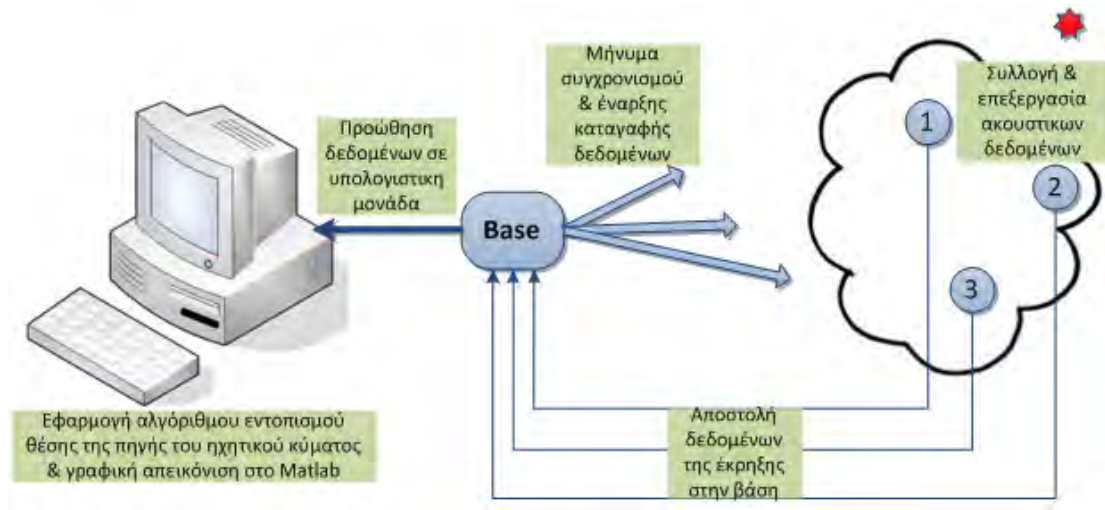 Μήνυμα
συγχρονισμού
& έναρξης
καταγαφής
δεδομένων
Συλλογή &
επεξεργασία
ακουστικων
δεδομένων
Προώθηση
δεδομένων σε
υπολογιστικη
μονάδα
Base
1
2
3
Εφαρμογή αλγόριθμου εντοπισμού
θέσης της πηγής του ηχητικού κύματος
& γραφική απεικόνιση στο Matlab
Αποστολή
δεδομένων
της έκρηξης
στην βάση